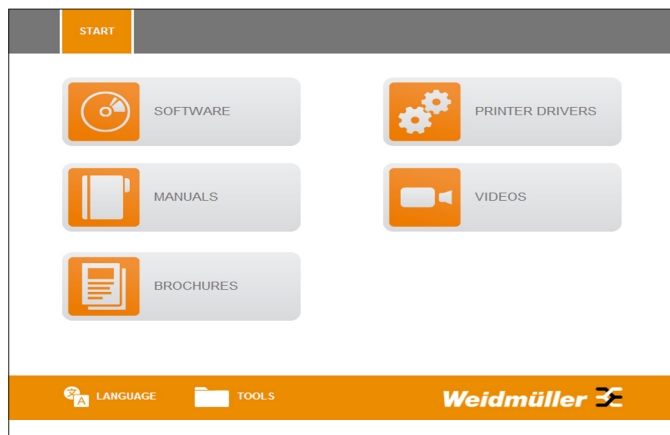 START
SOFTWARE
PRINTER DRIVERS
MANUALS
VIDEOS
BROCHURES
LANGUAGE
TOOLS
Weidmüller